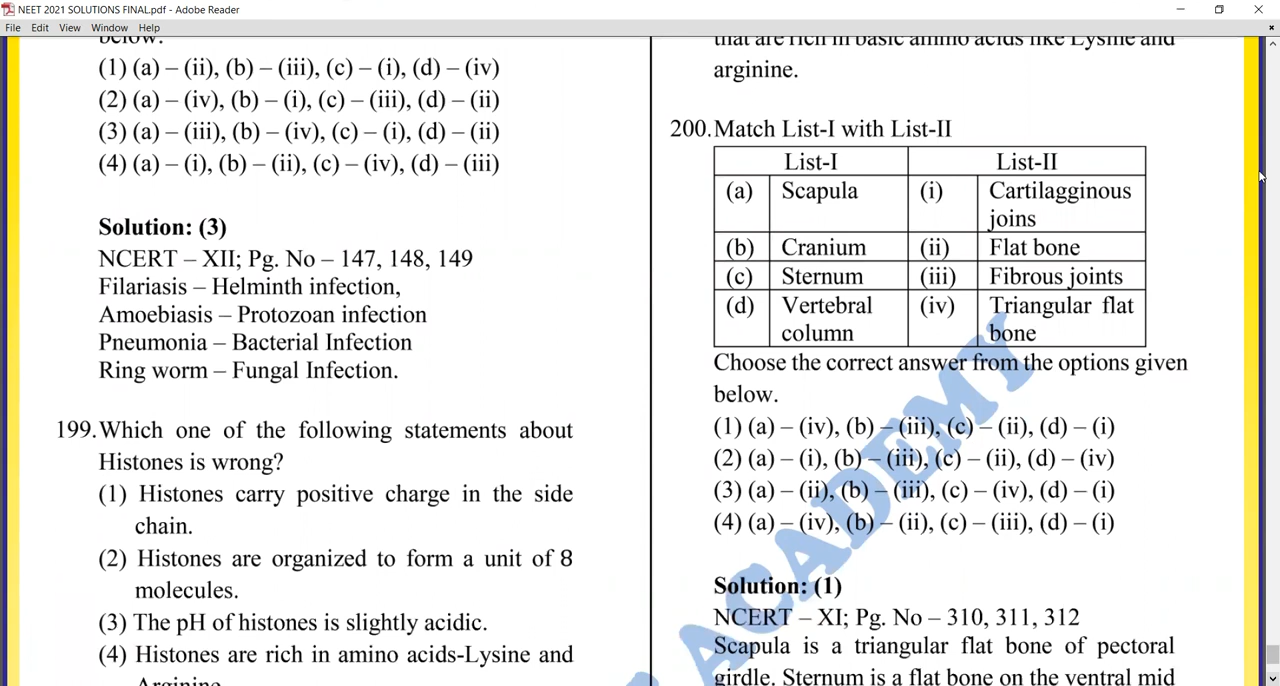 NEET 2021 SOLUTIONS FINAL.pdf - Adobe Reader
File Edit View Window Help
below:
(1) (a) – (ii), (b) – (iii), (c) – (i), (d) – (iv)
(2) (a) – (iv), (b) – (i), (c) – (iii), (d) – (ii)
(3) (a) – (iii), (b) – (iv), (c) – (i), (d) – (ii)
(4) (a) – (i), (b) – (ii), (c) – (iv), (d) – (iii)
Solution: (3)
NCERT – XII; Pg. No – 147, 148, 149
Filariasis – Helminth infection,
Amoebiasis – Protozoan infection
Pneumonia – Bacterial Infection
Ring worm – Fungal Infection.
199. Which one of the following statements about
Histones is wrong?
(1) Histones carry positive charge in the side
chain.
(2) Histones are organized to form a unit of 8
molecules.
(3) The pH of histones is slightly acidic.
(4) Histones are rich in amino acids-Lysine and
Arginine.
that are rich in basic amino acids like Lysine and
arginine.
200. Match List-I with List-II
List-I List-II
(a) Scapula (i) Cartilagginous
joins
(b) Cranium (ii) Flat bone
(c) Sternum (iii) Fibrous joints
(d) Vertebral (iv) Triangular flat
column bone
Choose the correct answer from the options given
below.
(1) (a) – (iv), (b) – (iii), (c) – (ii), (d) – (i)
(2) (a) – (i), (b) – (iii), (c) – (ii), (d) – (iv)
(3) (a) – (ii), (b) – (iii), (c) – (iv), (d) – (i)
(4) (a) – (iv), (b) – (ii), (c) – (iii), (d) – (i)
Solution: (1)
NCERT – XI; Pg. No – 310, 311, 312
Scapula is a triangular flat bone of pectoral
girdle. Sternum is a flat bone on the ventral mid
ACADEMY